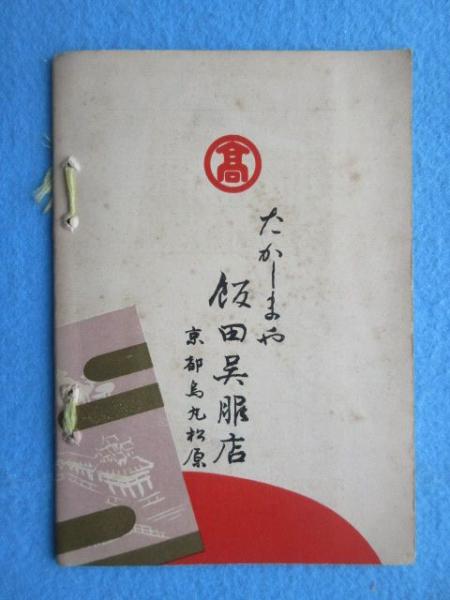 髙
たかしまや
飯田呉服店
京都烏丸松原